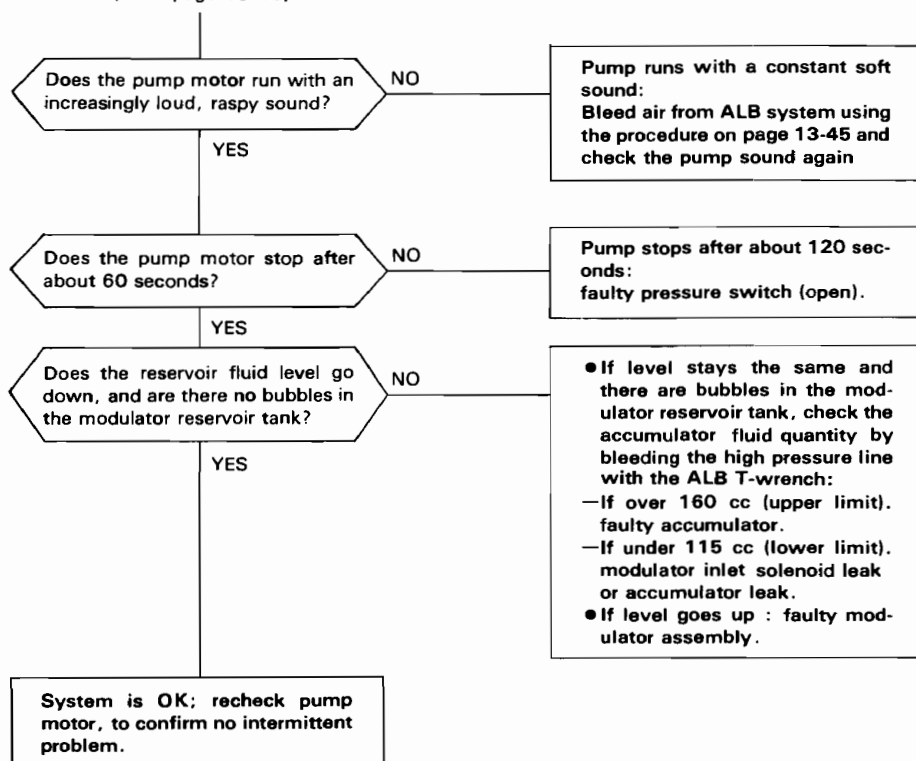 Does the pump motor run with an
increasingly loud, raspy sound?
NO
Pump runs with a constant soft
sound:
Bleed air from ALB system using
the procedure on page 13-45 and
check the pump sound again
YES
Does the pump motor stop after
about 60 seconds?
NO
Pump stops after about 120 sec-
onds:
faulty pressure switch (open).
YES
Does the reservoir fluid level go
down, and are there no bubbles in
the modulator reservoir tank?
NO
●If level stays the same and
there are bubbles in the mod-
ulator reservoir tank, check the
accumulator fluid quantity by
bleeding the high pressure line
with the ALB T-wrench:
—If over 160 cc (upper limit).
faulty accumulator.
—If under 115 cc (lower limit).
modulator inlet solenoid leak
or accumulator leak.
●If level goes up : faulty mod-
ulator assembly.
YES
System is OK; recheck pump
motor, to confirm no intermittent
problem.